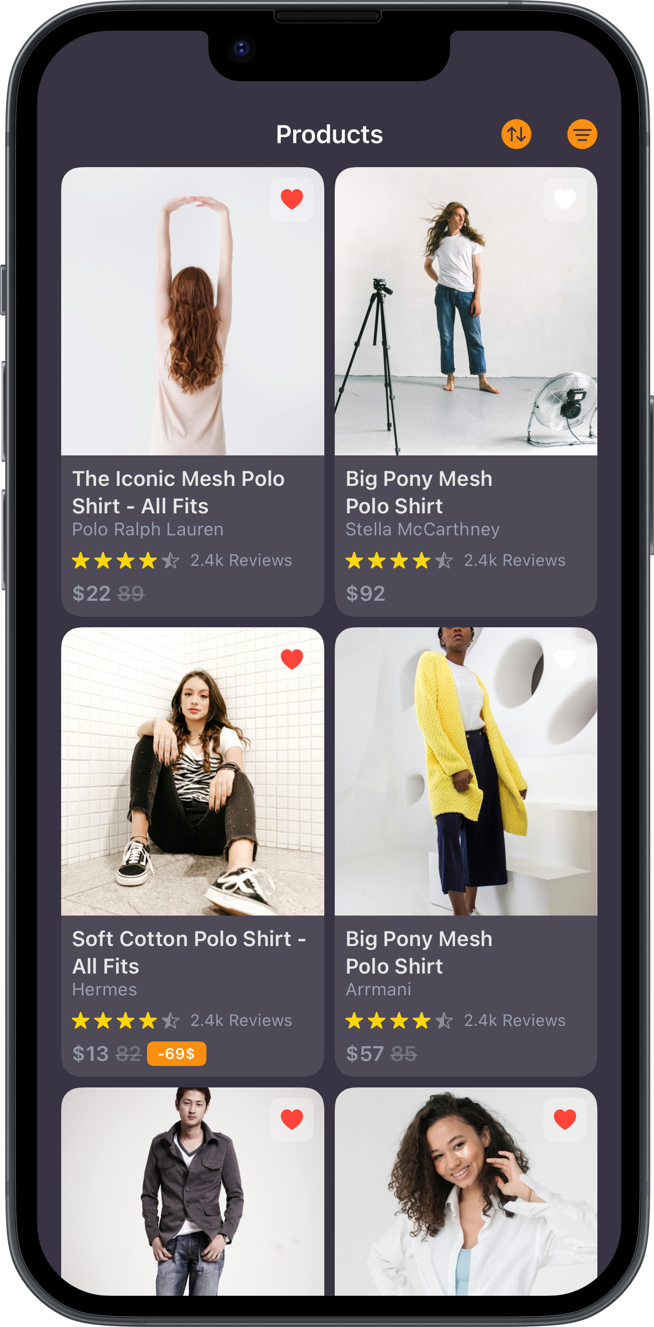 Products
The Iconic Mesh Polo
Shirt - All Fits
Polo Ralph Lauren
2.4k Reviews
$22 89
Big Pony Mesh
Polo Shirt
Stella McCarthney
2.4k Reviews
$92
Soft Cotton Polo Shirt -
All Fits
Hermes
2.4k Reviews
$13 82 -69$
Big Pony Mesh
Polo Shirt
Arrmani
2.4k Reviews
$57 85